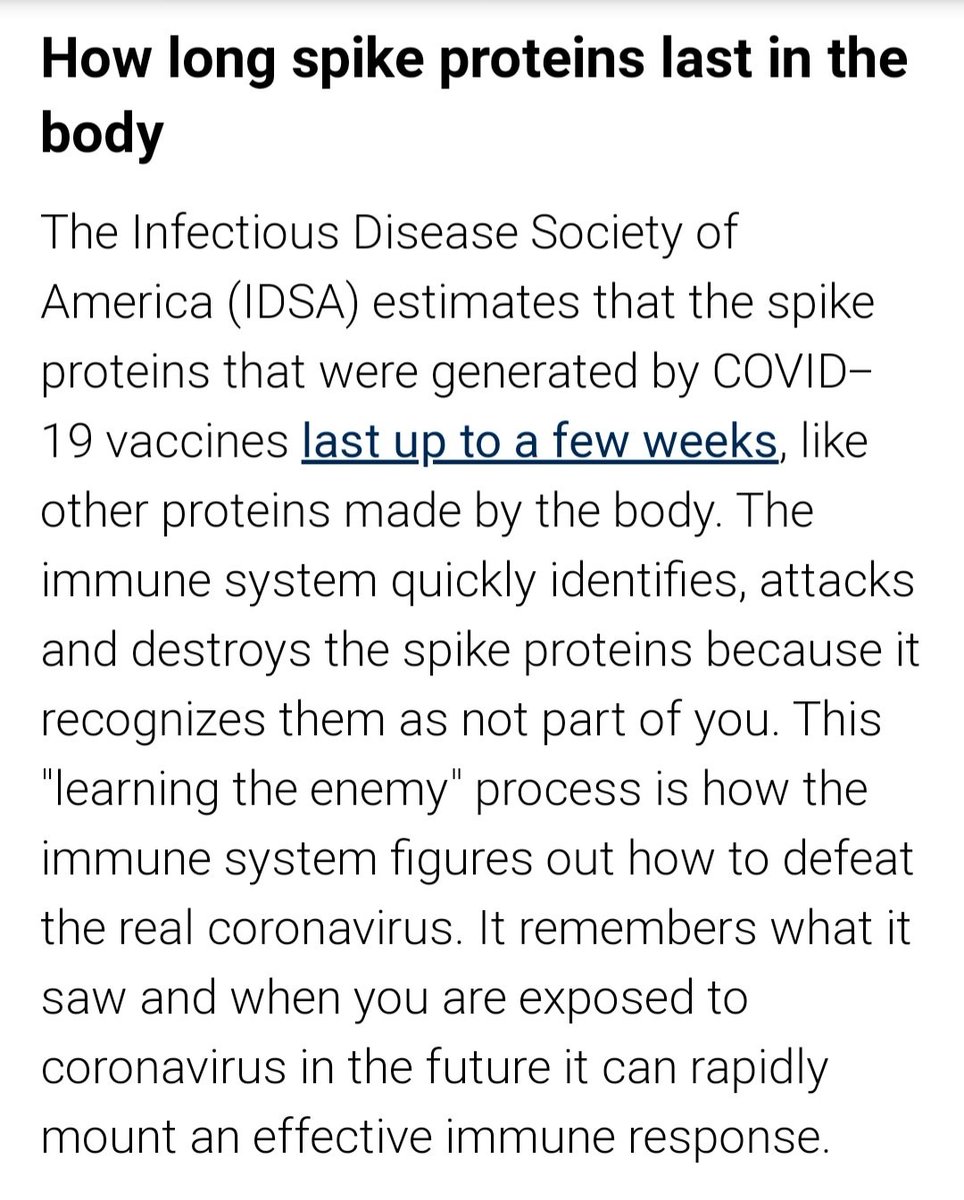 How long spike proteins last in the
body
The Infectious Disease Society of
America (IDSA) estimates that the spike
proteins that were generated by COVID–
19 vaccines last up to a few weeks, like
other proteins made by the body. The
immune system quickly identifies, attacks
and destroys the spike proteins because it
recognizes them as not part of you. This
"learning the enemy" process is how the
immune system figures out how to defeat
the real coronavirus. It remembers what it
saw and when you are exposed to
coronavirus in the future it can rapidly
mount an effective immune response.